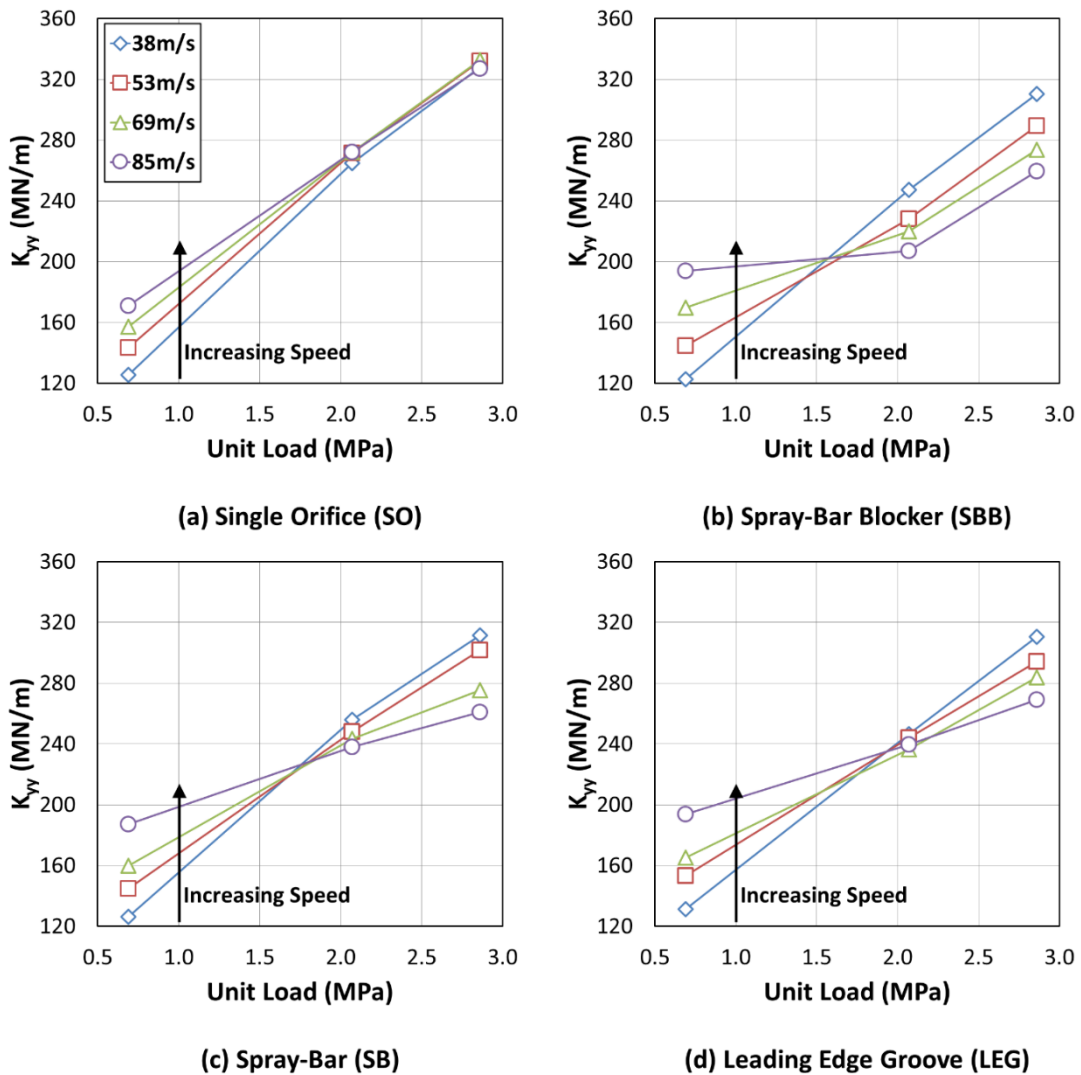 360
320
280
240
200
160
120
K_yy (MN/m)
38m/s
53m/s
69m/s
85m/s
Increasing Speed
0.5 1.0 1.5 2.0 2.5 3.0
Unit Load (MPa)
(a) Single Orifice (SO)
360
320
280
240
200
160
120
K_yy (MN/m)
Increasing Speed
0.5 1.0 1.5 2.0 2.5 3.0
Unit Load (MPa)
(b) Spray-Bar Blocker (SBB)
360
320
280
240
200
160
120
K_yy (MN/m)
Increasing Speed
0.5 1.0 1.5 2.0 2.5 3.0
Unit Load (MPa)
(c) Spray-Bar (SB)
360
320
280
240
200
160
120
K_yy (MN/m)
Increasing Speed
0.5 1.0 1.5 2.0 2.5 3.0
Unit Load (MPa)
(d) Leading Edge Groove (LEG)